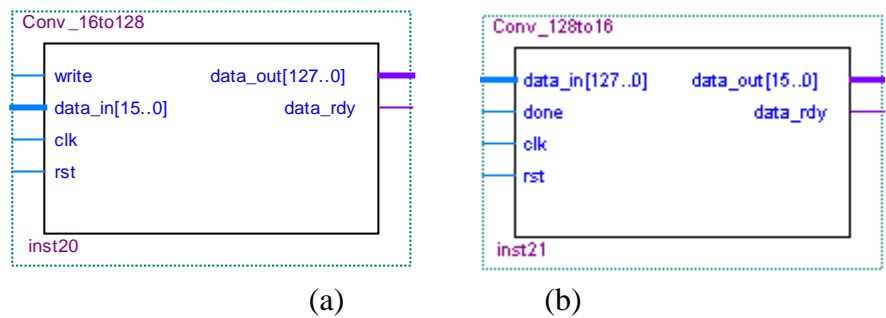 Conv_16to128
write data_out[127..0]
data_in[15..0] data_rdy
clk
rst
inst20
(a)
Conv_128to16
data_in[127..0] data_out[15..0]
done data_rdy
clk
rst
inst21
(b)